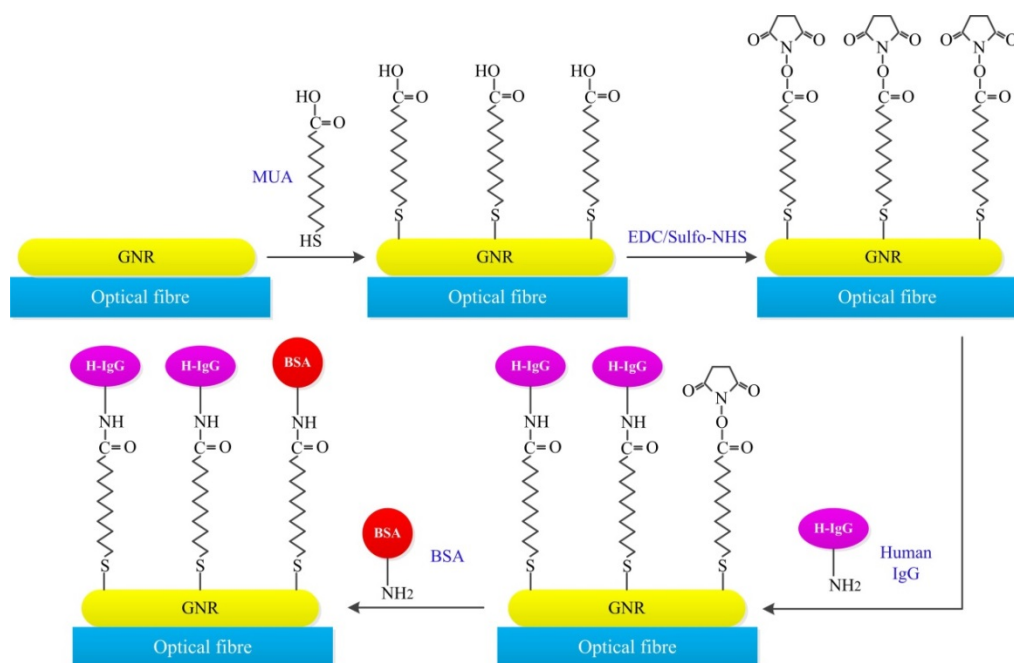 HO
C=O
MUA
HS
GNR
Optical fibre
HO
C=O
HO
C=O
HO
C=O
S
S
S
GNR
Optical fibre
EDC/Sulfo-NHS
O
N
O
O
C=O
O
N
O
O
C=O
O
N
O
O
C=O
S
S
S
GNR
Optical fibre
H-IgG
NH2
Human
IgG
H-IgG
NH
C=O
H-IgG
NH
C=O
O
N
O
O
C=O
S
S
S
GNR
Optical fibre
BSA
NH2
BSA
H-IgG
NH
C=O
H-IgG
NH
C=O
BSA
NH
C=O
S
S
S
GNR
Optical fibre